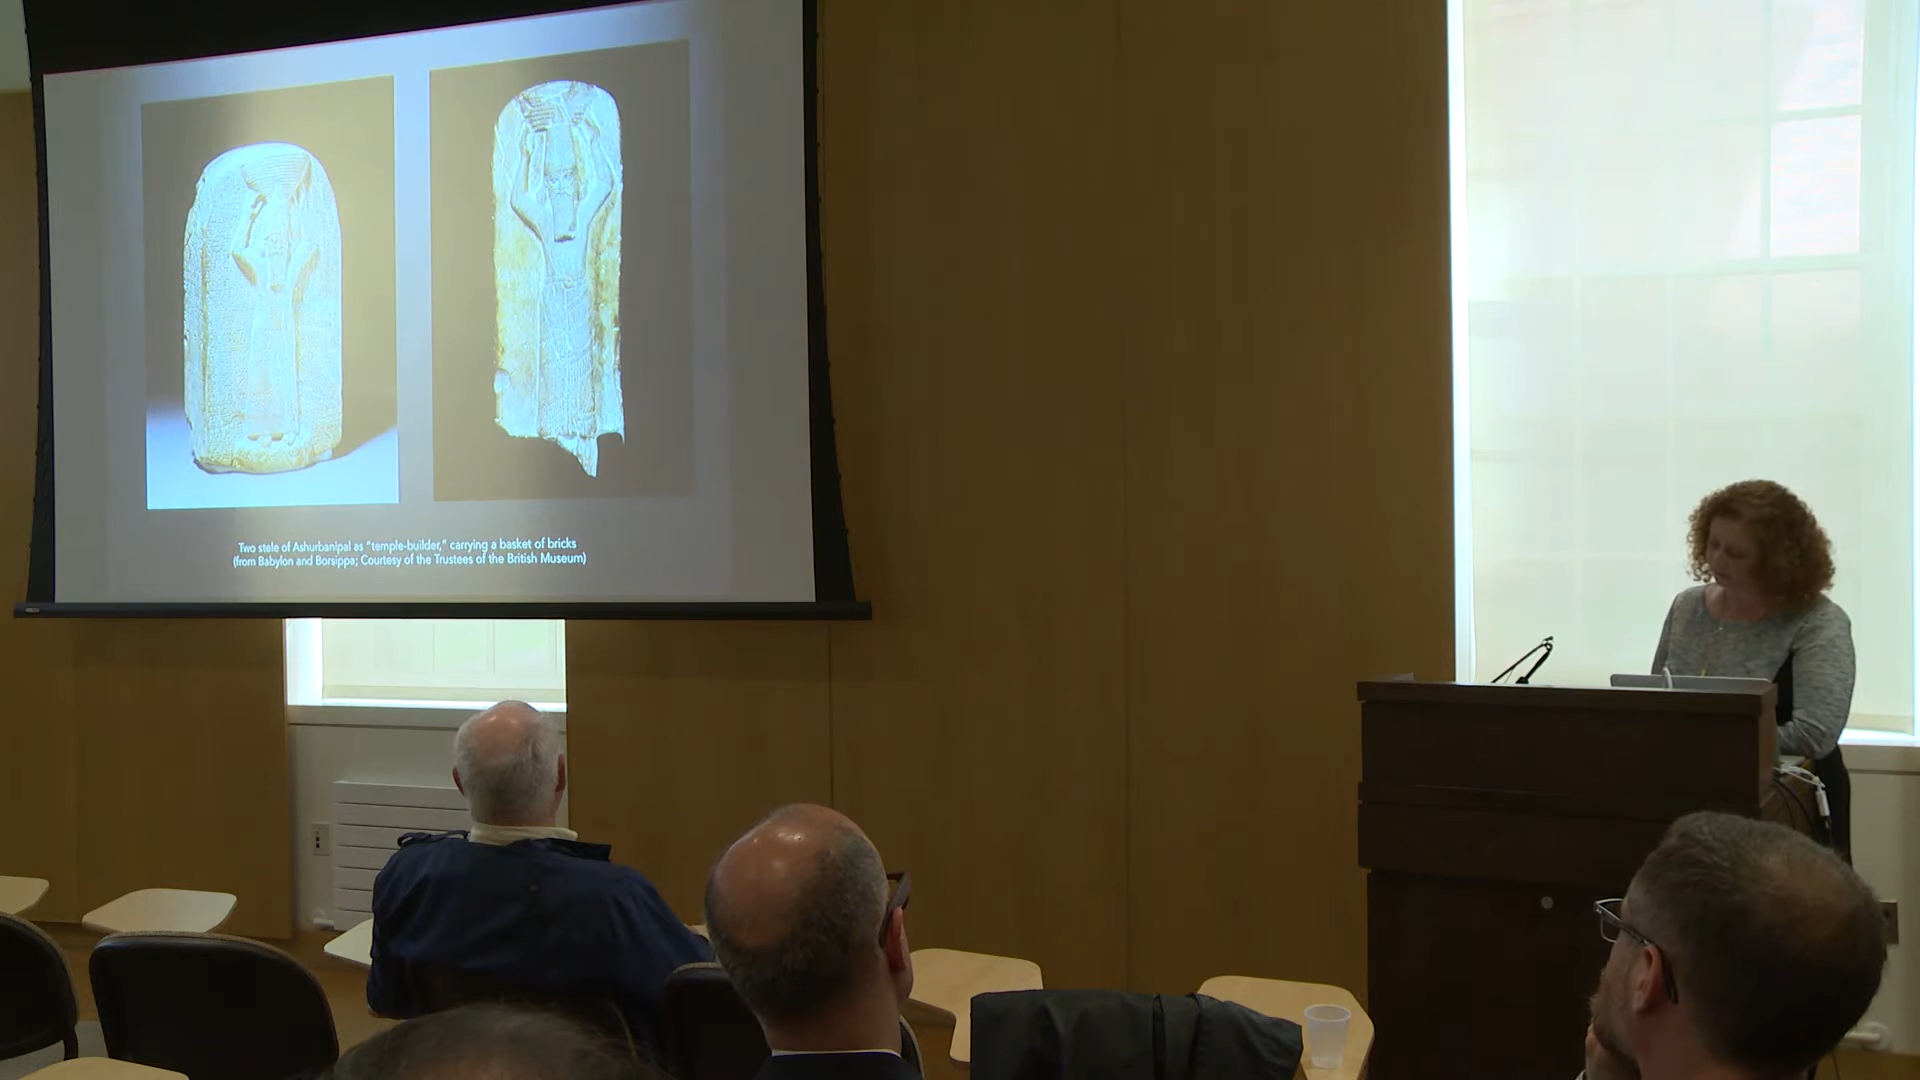 Two stele of Ashurbanipal as “temple-builder,” carrying a basket of bricks
(from Babylon and Borsippa; Courtesy of the Trustees of the British Museum)